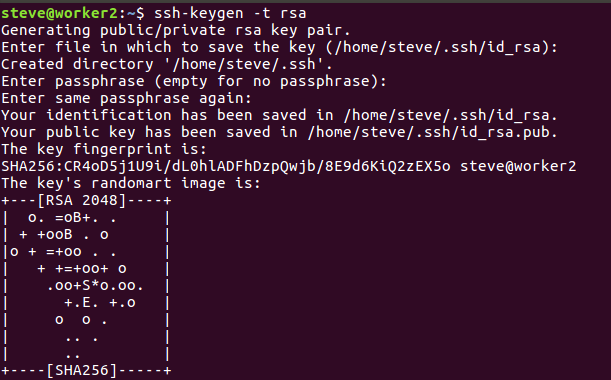 steve@worker2:~$ ssh-keygen -t rsa
Generating public/private rsa key pair.
Enter file in which to save the key (/home/steve/.ssh/id_rsa):
Created directory '/home/steve/.ssh'.
Enter passphrase (empty for no passphrase):
Enter same passphrase again:
Your identification has been saved in /home/steve/.ssh/id_rsa.
Your public key has been saved in /home/steve/.ssh/id_rsa.pub.
The key fingerprint is:
SHA256:CR4oD5j1U9i/dL0hlADFhDzpQwjb/8E9d6KiQ2zEX5o steve@worker2
The key's randomart image is:
+---[RSA 2048]----+
|  o. =oB+. .     |
| + +ooB . o      |
|o + =+oo . .     |
|   + +=+oo+ o    |
|    .oo+S*o.oo.  |
|      +.E. +.o   |
|     o  o .      |
|      .. .       |
|      ..         |
+----[SHA256]-----+